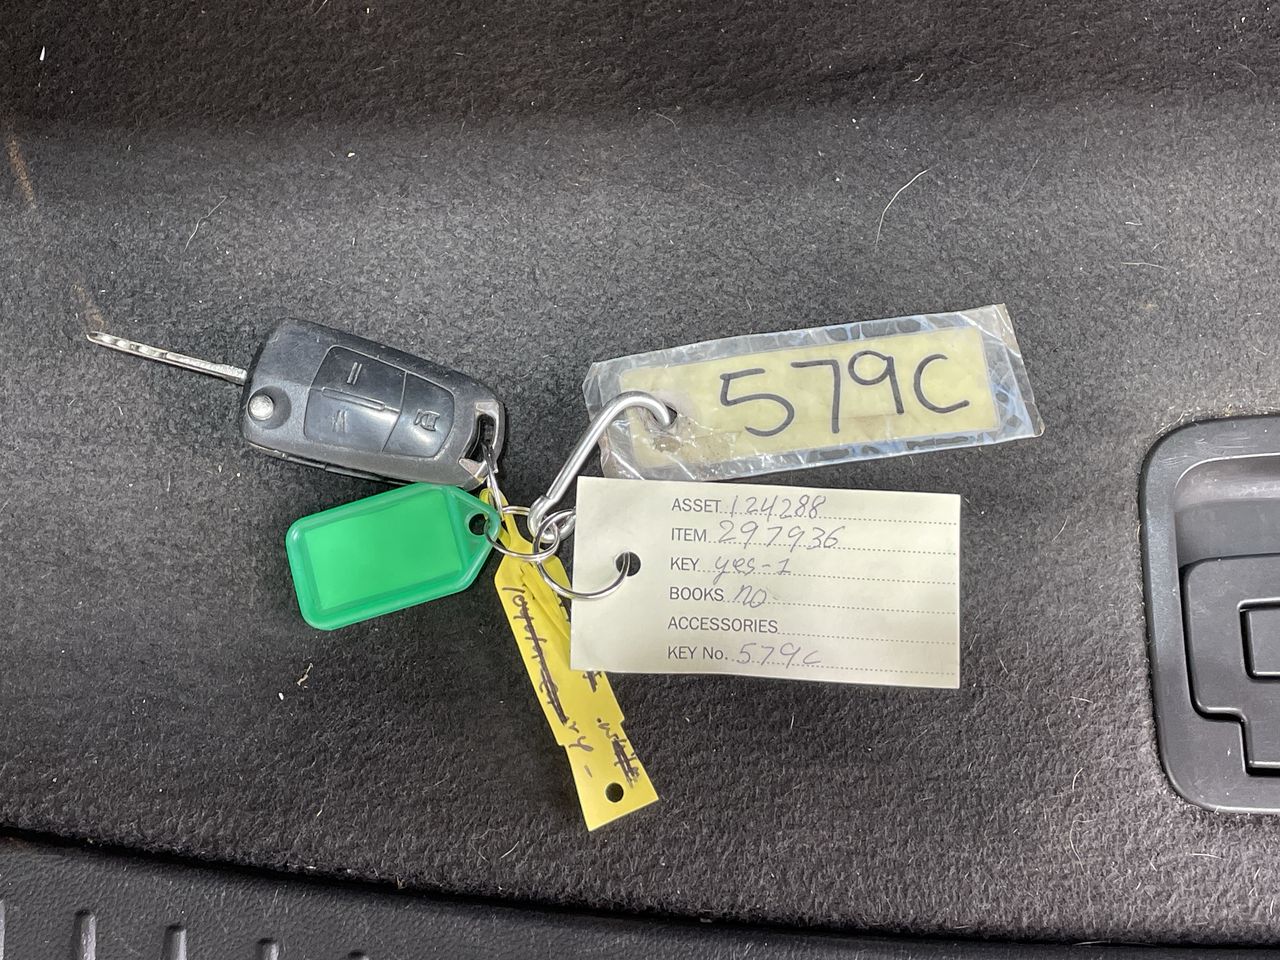 579C
ASSET 124288
ITEM 297936
KEY yes-1
BOOKS no
ACCESSORIES
KEY No. 579c